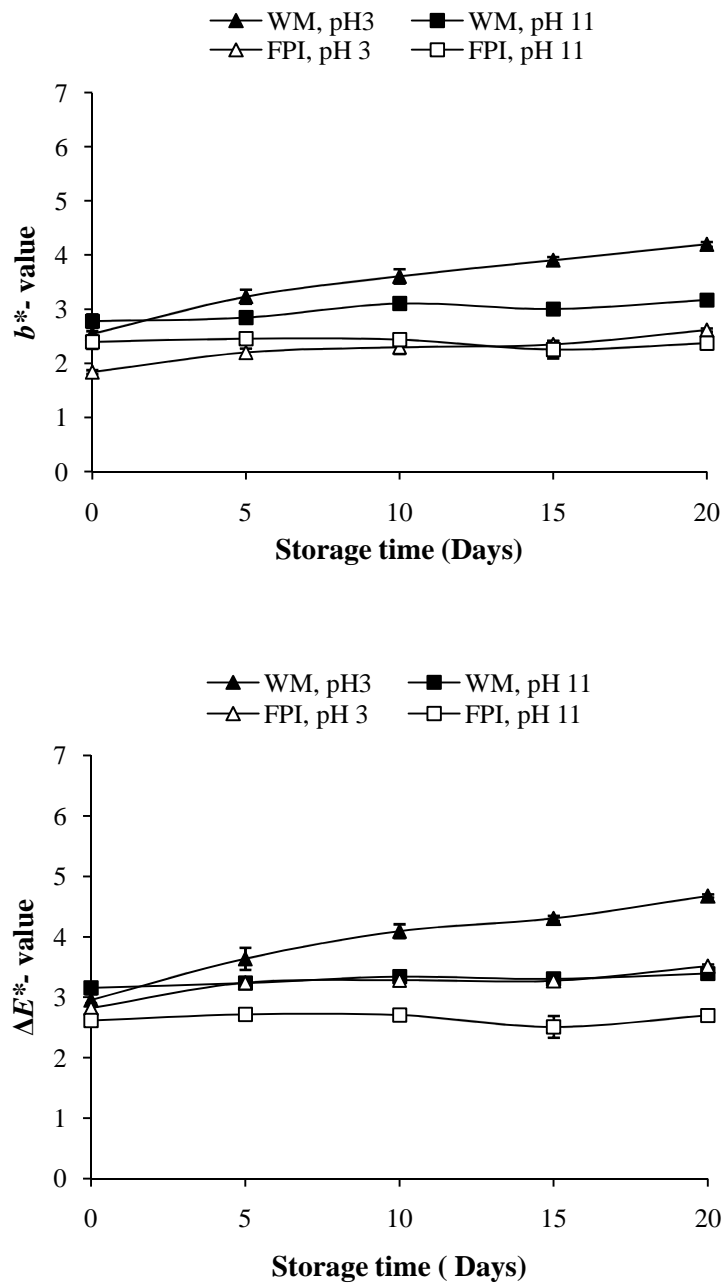 WM, pH3 WM, pH 11
FPI, pH 3 FPI, pH 11
7
6
5
4
3
2
1
0
b*- value
0 5 10 15 20
Storage time (Days)
WM, pH3 WM, pH 11
FPI, pH 3 FPI, pH 11
7
6
5
4
3
2
1
0
ΔE*- value
0 5 10 15 20
Storage time ( Days)